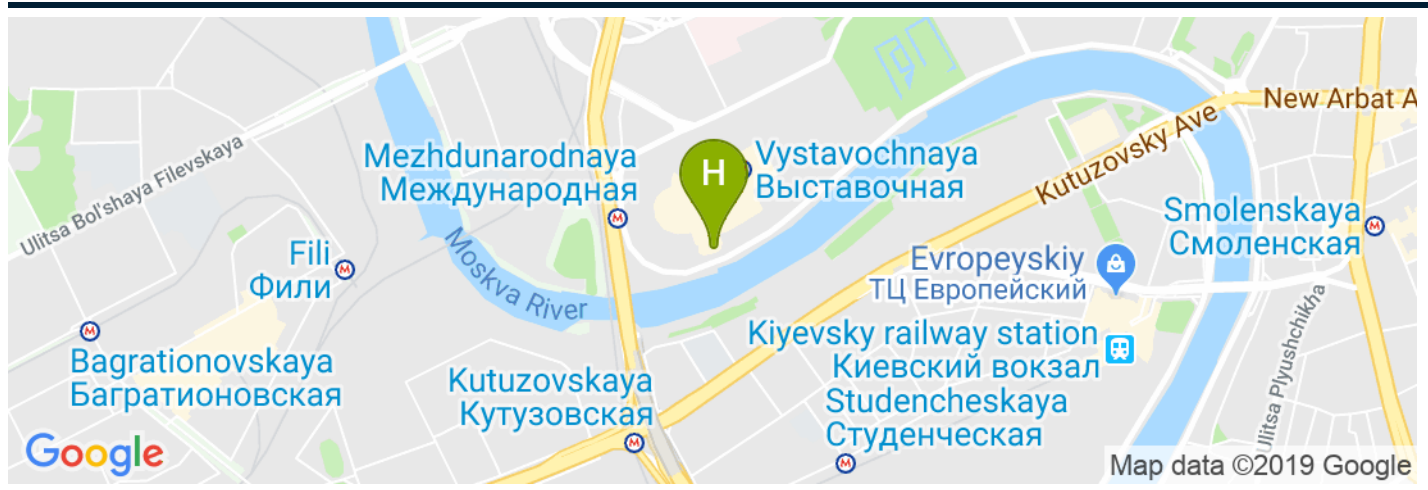 New Arbat A
Kutuzovsky Ave
Ulitsa Bol'shaya Filevskaya
Mezhdunarodnaya
Международная
H
Vystavochnaya
Выставочная
Smolenskaya
Смоленская
Fili
Фили
M
M
M
Moskva River
Evropeyskiy
ТЦ Европейский
M
Bagrationovskaya
Багратионовская
Kutuzovskaya
Кутузовская
M
Kiyevsky railway station
Киевский вокзал
Studencheskaya
Студенческая
M
Ulitsa Plyushchikha
Google
Map data ©2019 Google